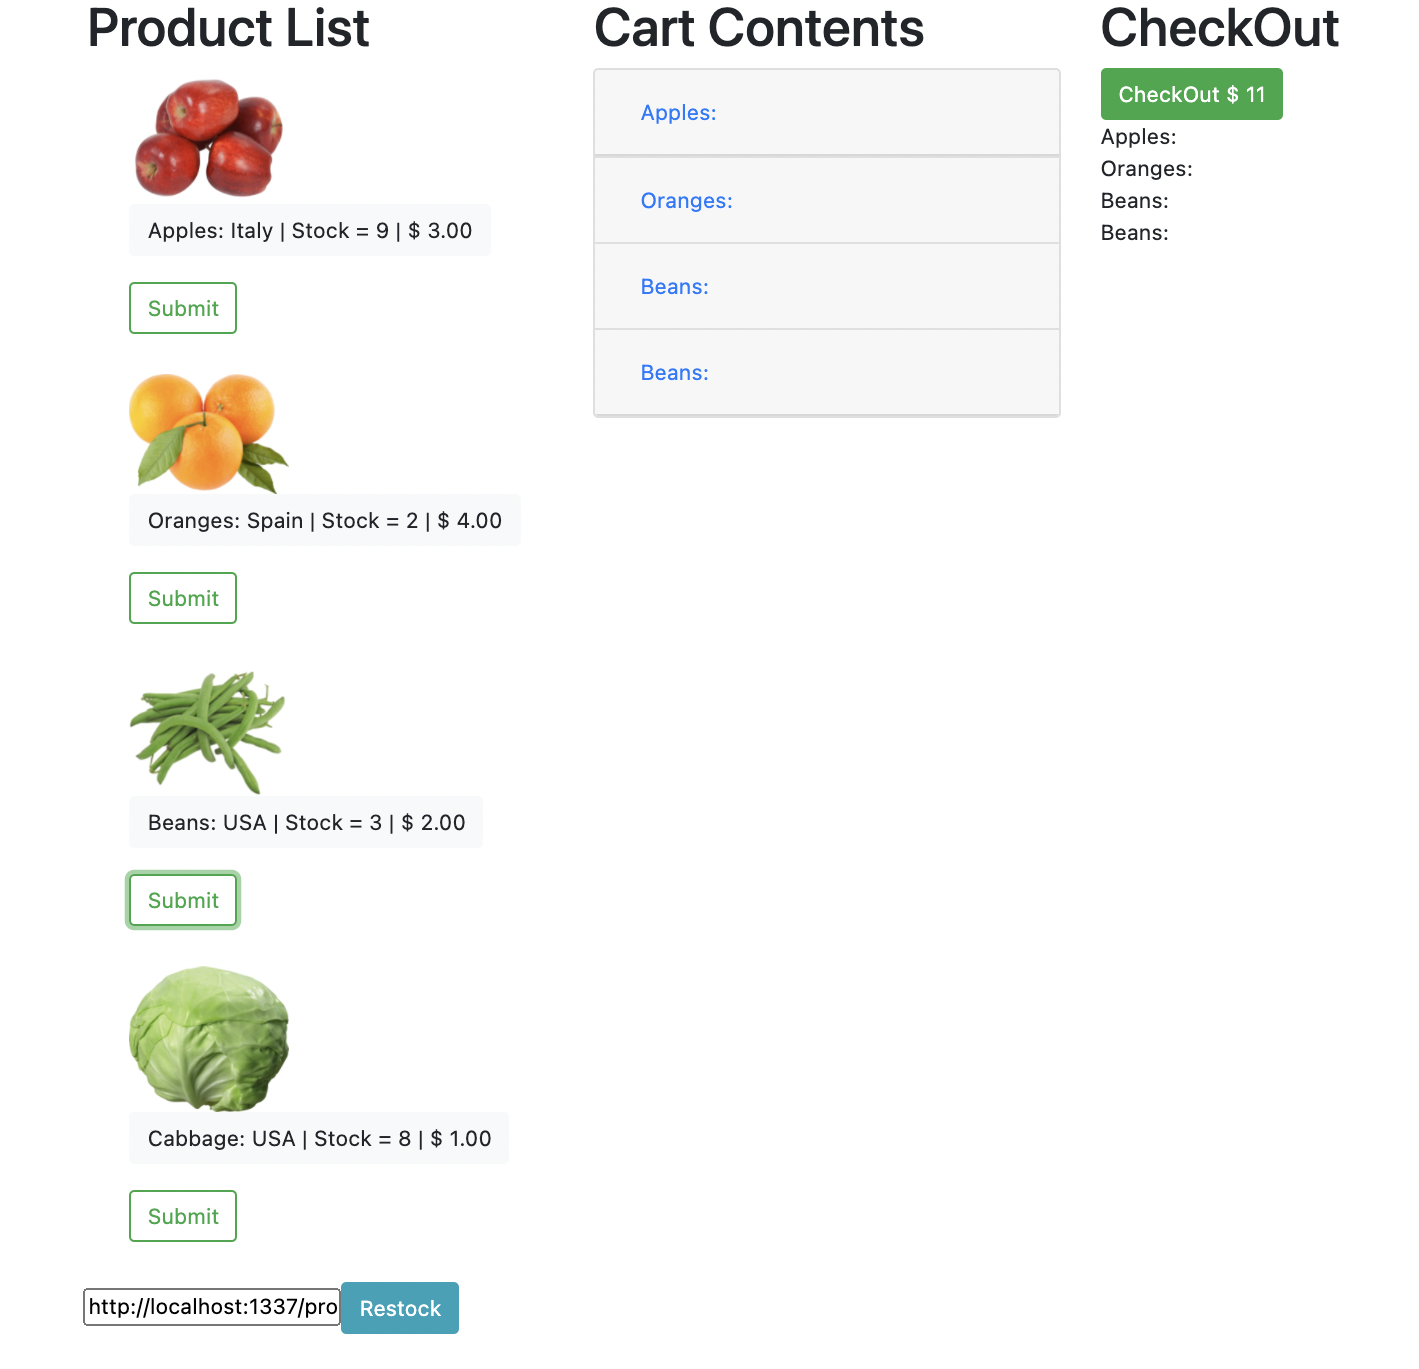 Product List
Apples: Italy | Stock = 9 | $ 3.00
Submit
Oranges: Spain | Stock = 2 | $ 4.00
Submit
Beans: USA | Stock = 3 | $ 2.00
Submit
Cabbage: USA | Stock = 8 | $ 1.00
Submit
http://localhost:1337/pro
Restock
Cart Contents
Apples:
Oranges:
Beans:
Beans:
CheckOut
CheckOut $ 11
Apples:
Oranges:
Beans:
Beans: